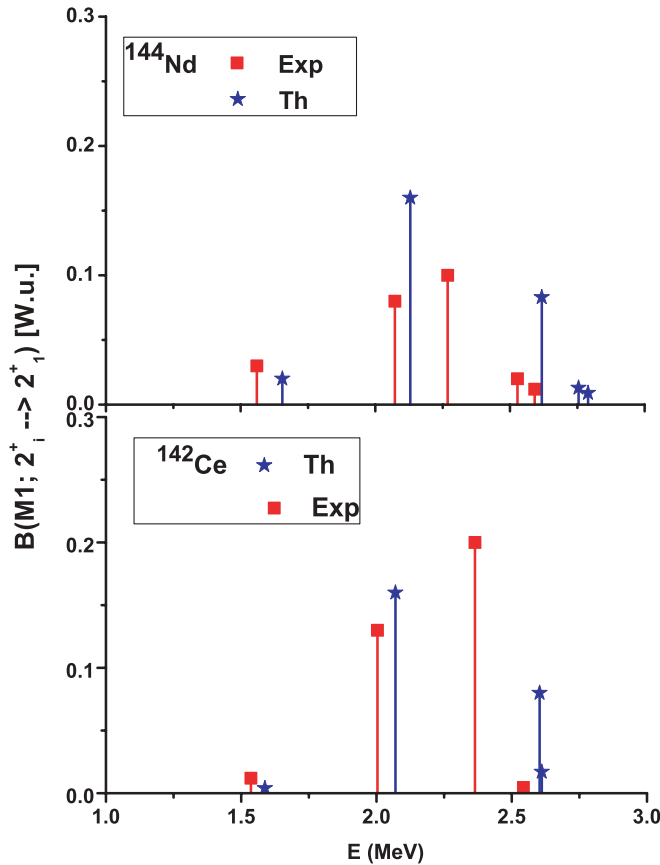 0.3
¹⁴⁴Nd Exp
Th
0.2
0.1
0.0
B(M1; 2⁺ᵢ --> 2⁺₁) [W.u.]
0.3
¹⁴²Ce Th
Exp
0.2
0.1
0.0
1.0 1.5 2.0 2.5 3.0
E (MeV)